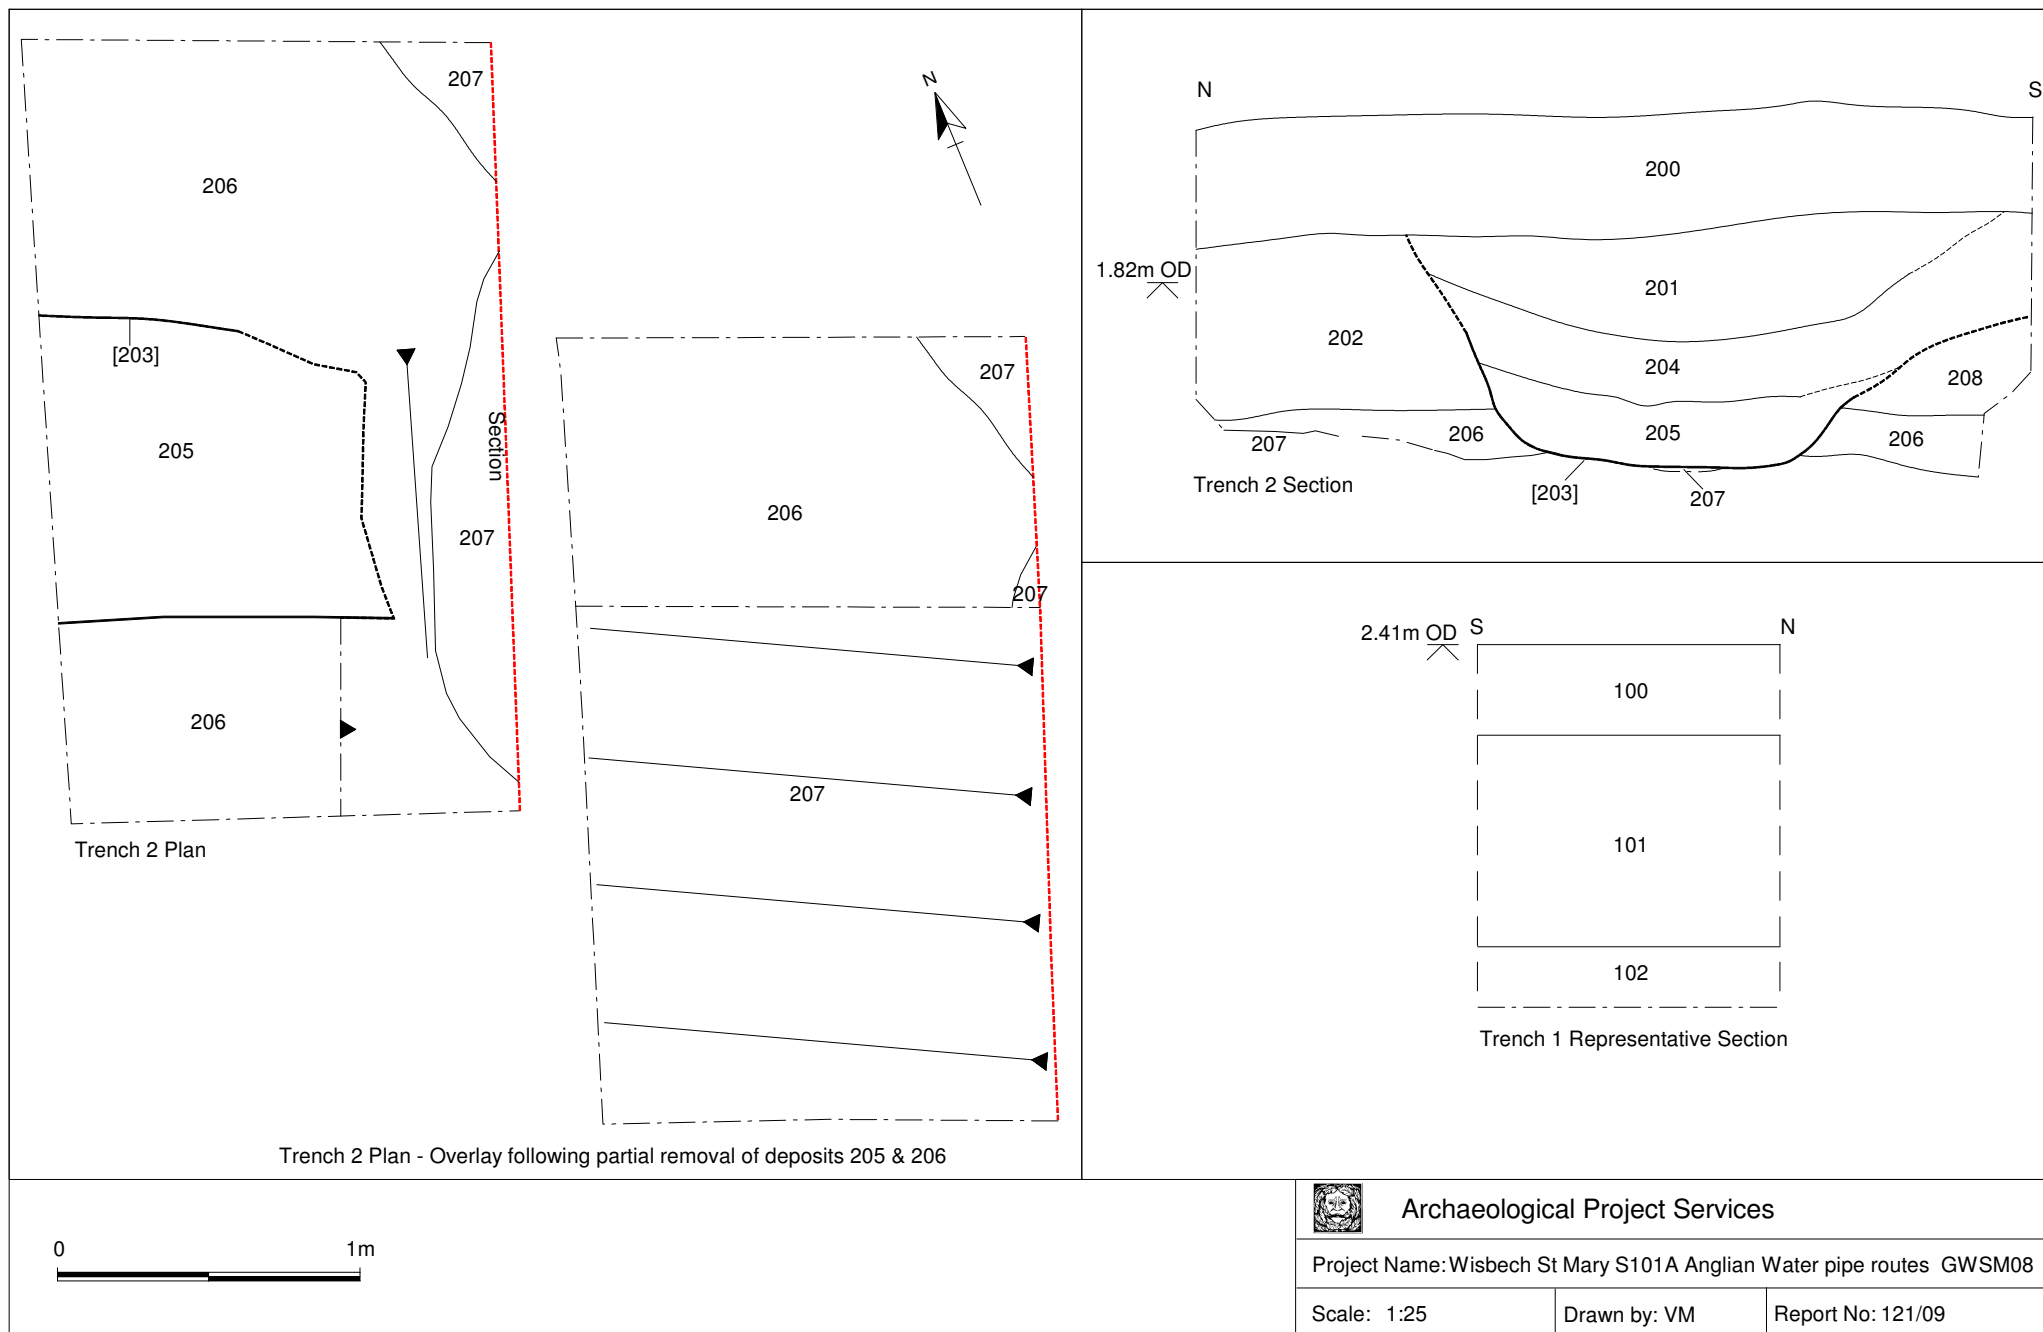 207
206
[203]
205
Section
207
206
Trench 2 Plan
N
207
206
207
207
Trench 2 Plan - Overlay following partial removal of deposits 205 & 206
N
S
200
1.82m OD
201
202
204
208
206
205
206
207
[203]
207
Trench 2 Section
2.41m OD
S
N
100
101
102
Trench 1 Representative Section
0
1m
Archaeological Project Services
Project Name: Wisbech St Mary S101A Anglian Water pipe routes GWSM08
Scale: 1:25
Drawn by: VM
Report No: 121/09